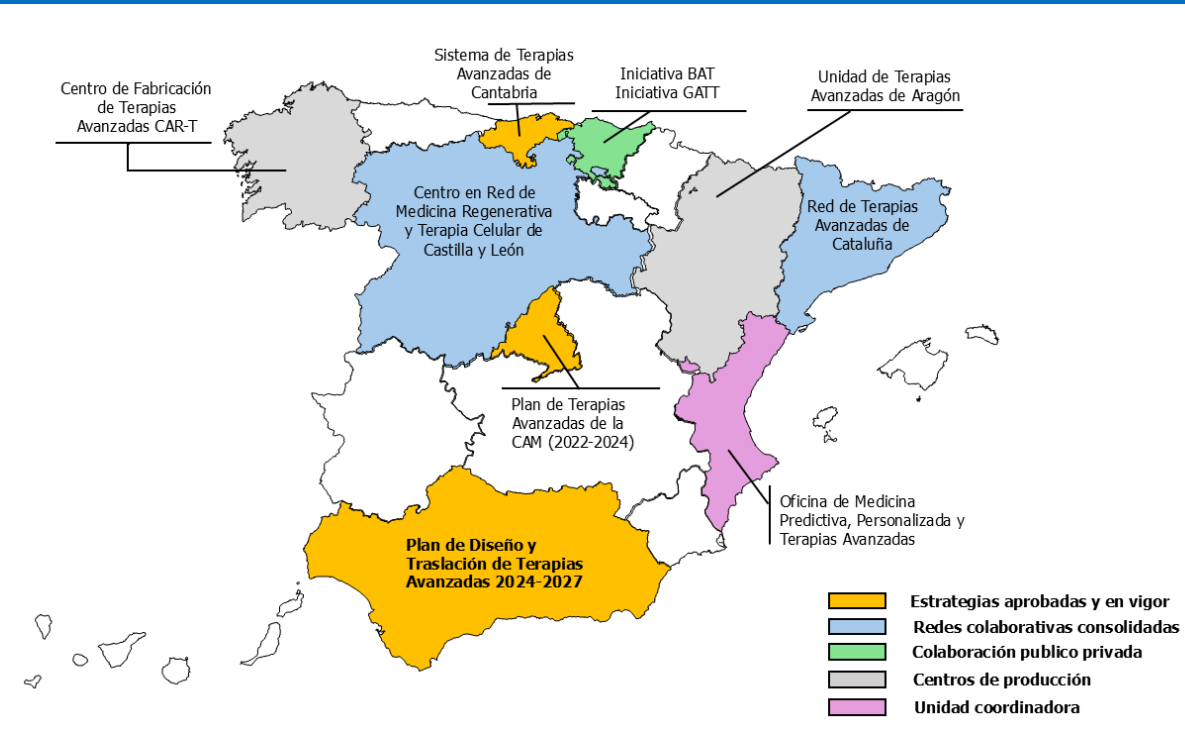 Sistema de Terapias
Avanzadas de
Cantabria
Iniciativa BAT
Iniciativa GATT
Unidad de Terapias
Avanzadas de Aragón
Centro de Fabricación
de Terapias
Avanzadas CAR-T
Centro en Red de
Medicina Regenerativa
y Terapia Celular de
Castilla y León
Red de Terapias
Avanzadas de
Cataluña
Plan de Terapias
Avanzadas de la
CAM (2022-2024)
Oficina de Medicina
Predictiva, Personalizada y
Terapias Avanzadas
Plan de Diseño y
Traslación de Terapias
Avanzadas 2024-2027
Estrategias aprobadas y en vigor
Redes colaborativas consolidadas
Colaboración publico privada
Centros de producción
Unidad coordinadora